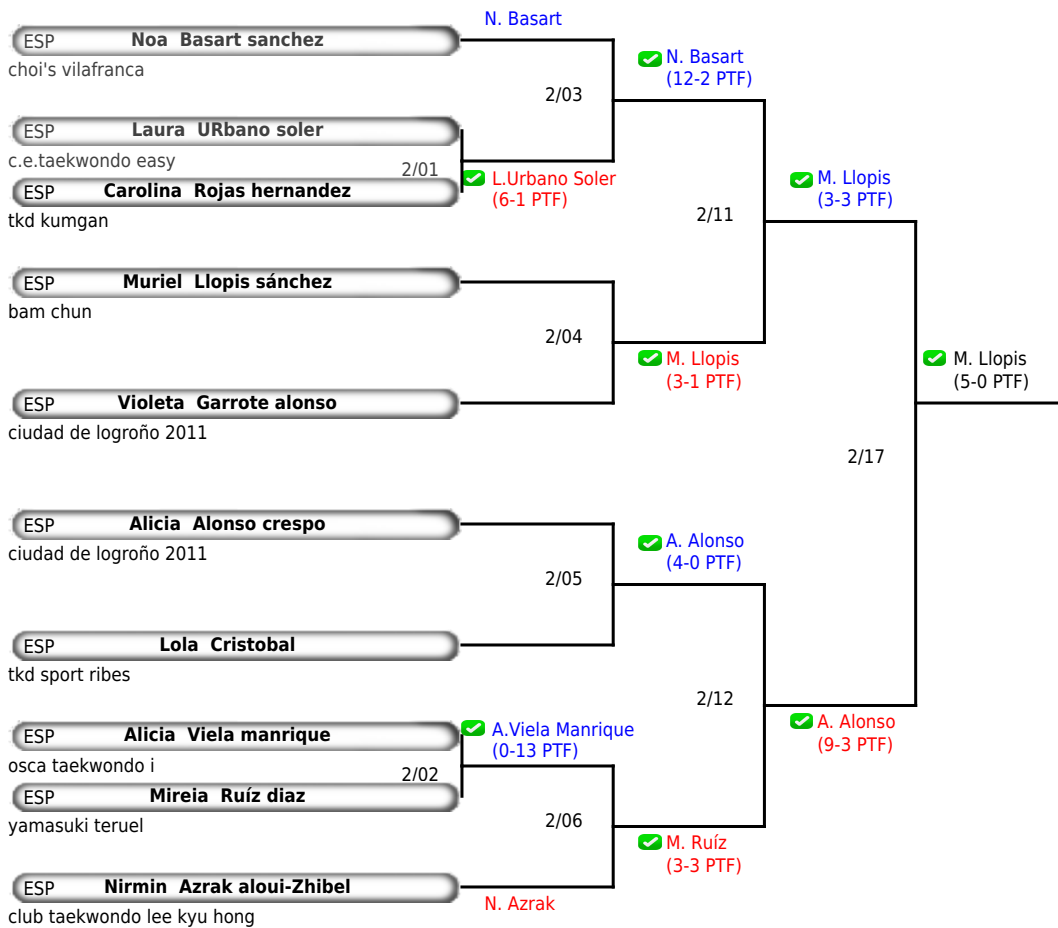 N. Basart
ESP Noa Basart sanchez
choi's vilafranca
N. Basart
(12-2 PTF)
2/03
ESP Laura URbano soler
c.e.taekwondo easy
2/01
ESP Carolina Rojas hernandez
tkd kumgan
L.Urbano Soler
(6-1 PTF)
M. Llopis
(3-3 PTF)
2/11
ESP Muriel Llopis sánchez
bam chun
2/04
M. Llopis
(3-1 PTF)
M. Llopis
(5-0 PTF)
ESP Violeta Garrote alonso
ciudad de logroño 2011
2/17
ESP Alicia Alonso crespo
ciudad de logroño 2011
A. Alonso
(4-0 PTF)
2/05
ESP Lola Cristobal
tkd sport ribes
2/12
A. Alonso
(9-3 PTF)
ESP Alicia Viela manrique
osca taekwondo i
A.Viela Manrique
(0-13 PTF)
2/02
ESP Mireia Ruíz diaz
yamasuki teruel
2/06
M. Ruíz
(3-3 PTF)
ESP Nirmin Azrak aloui-Zhibel
club taekwondo lee kyu hong
N. Azrak